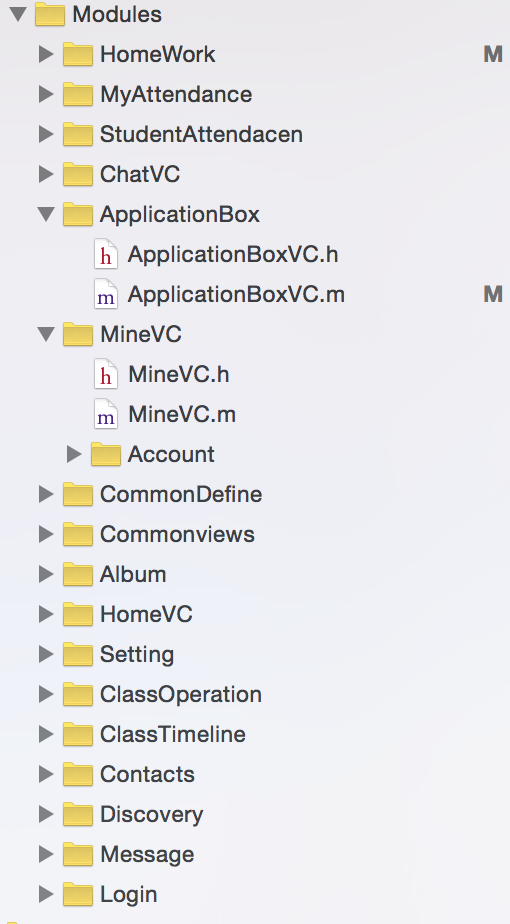 Modules
HomeWork M
MyAttendance
StudentAttendacen
ChatVC
ApplicationBox
h ApplicationBoxVC.h
m ApplicationBoxVC.m M
MineVC
h MineVC.h
m MineVC.m
Account
CommonDefine
Commonviews
Album
HomeVC
Setting
ClassOperation
ClassTimeline
Contacts
Discovery
Message
Login